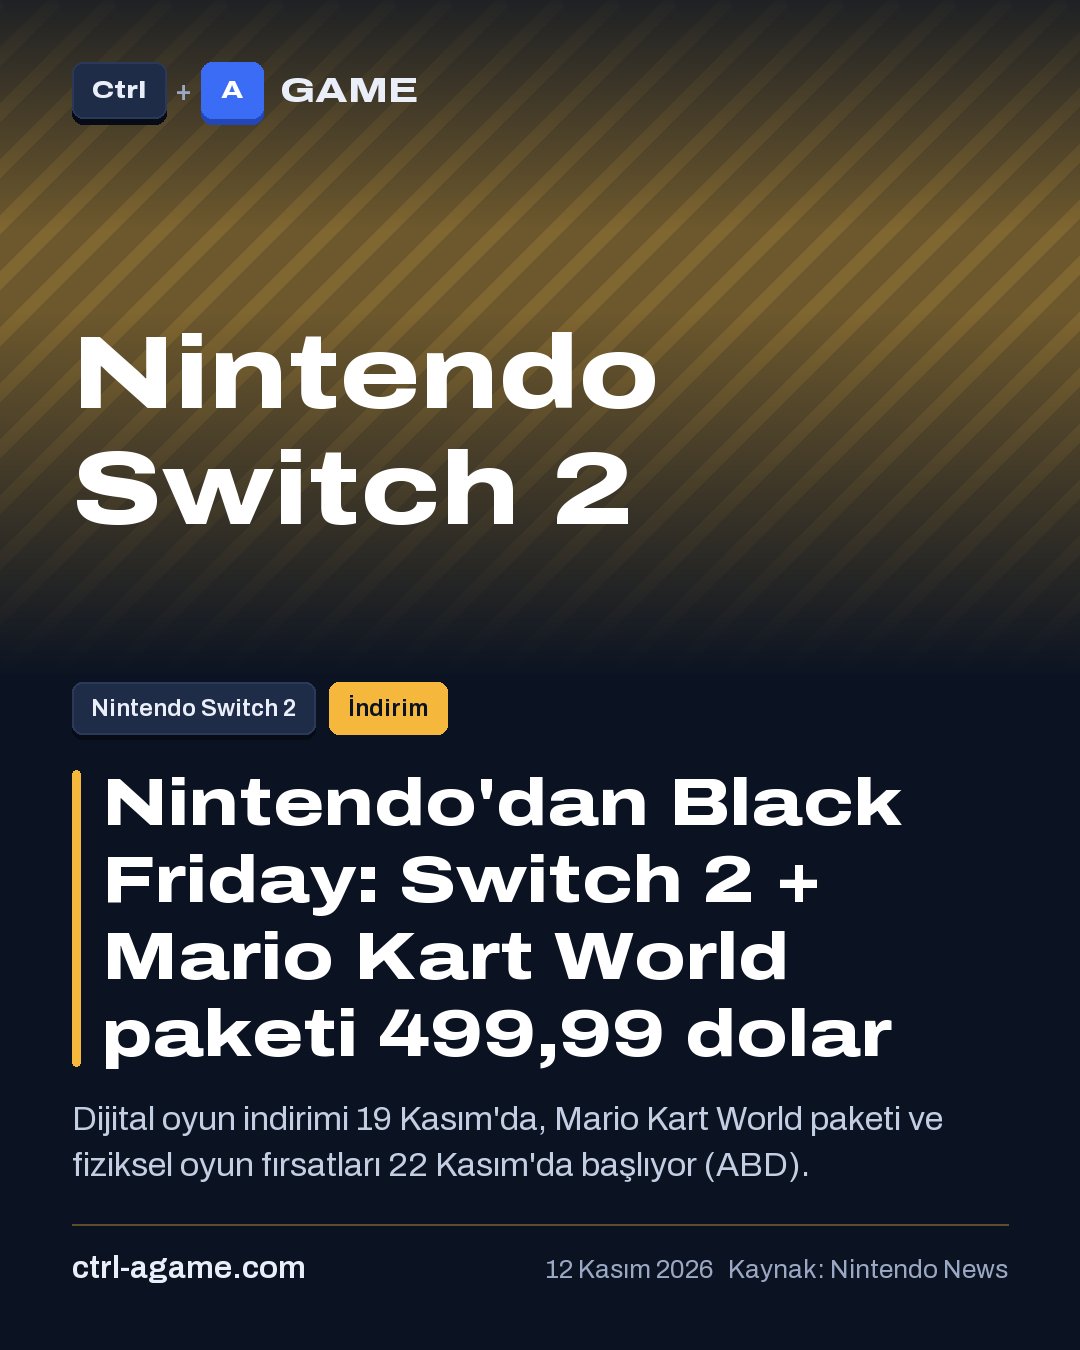 Ctrl + A GAME
Nintendo
Switch 2
Nintendo Switch 2 İndirim
Nintendo'dan Black
Friday: Switch 2 +
Mario Kart World
paketi 499,99 dolar
Dijital oyun indirimi 19 Kasım'da, Mario Kart World paketi ve
fiziksel oyun fırsatları 22 Kasım'da başlıyor (ABD).
ctrl-agame.com 12 Kasım 2026 Kaynak: Nintendo News